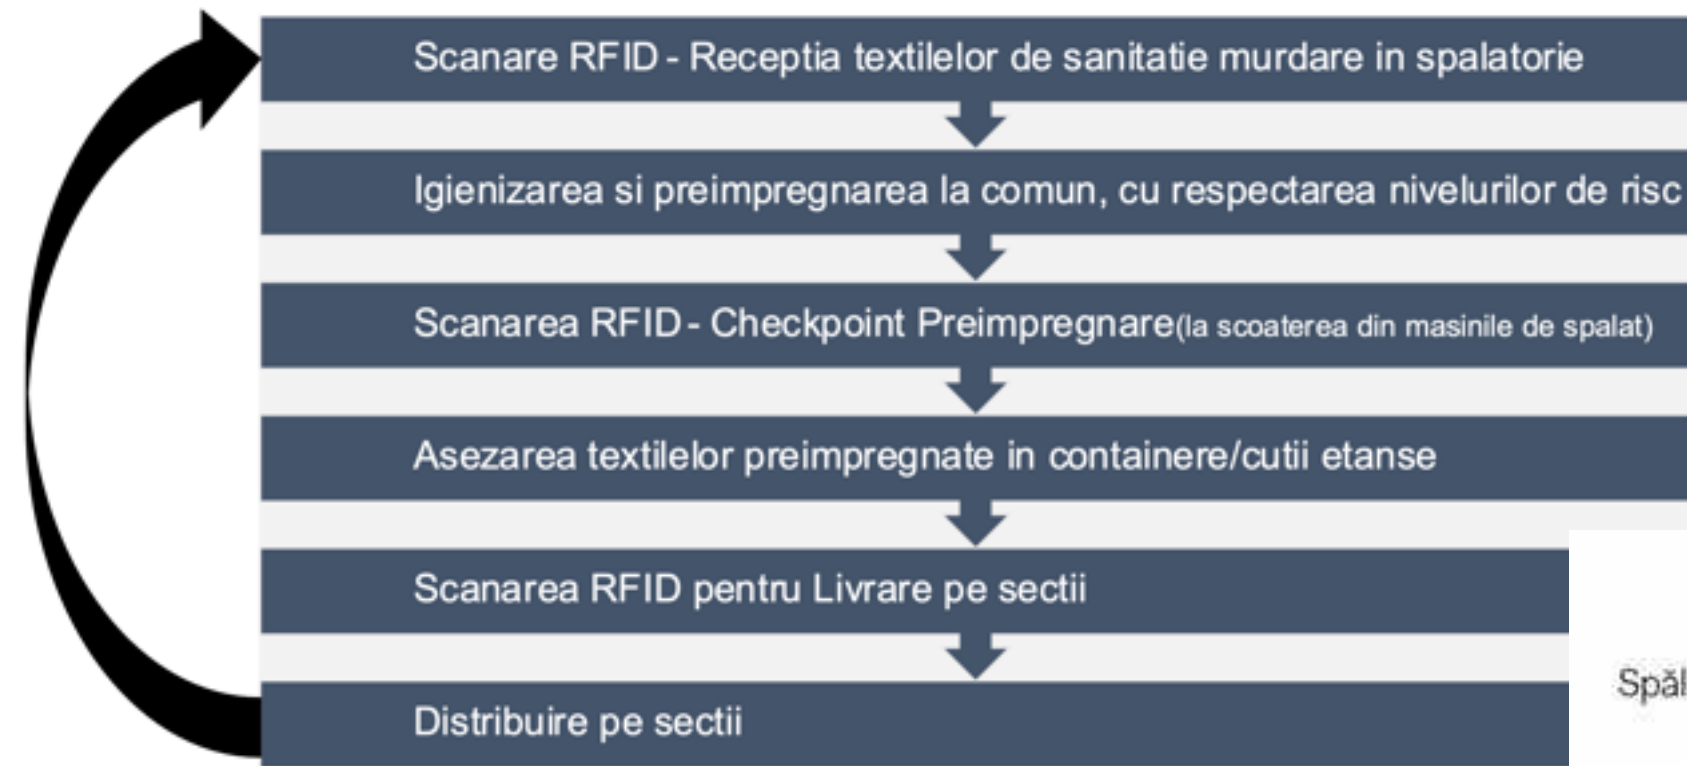 Scanare RFID - Receptia textilelor de sanitatie murdare in spalatorie
Igienizarea si preimpregnarea la comun, cu respectarea nivelurilor de risc
Scanarea RFID - Checkpoint Preimpregnare(la scoaterea din masinile de spalat)
Asezarea textilelor preimpregnate in containere/cutii etanse
Scanarea RFID pentru Livrare pe sectii
Distribuire pe sectii